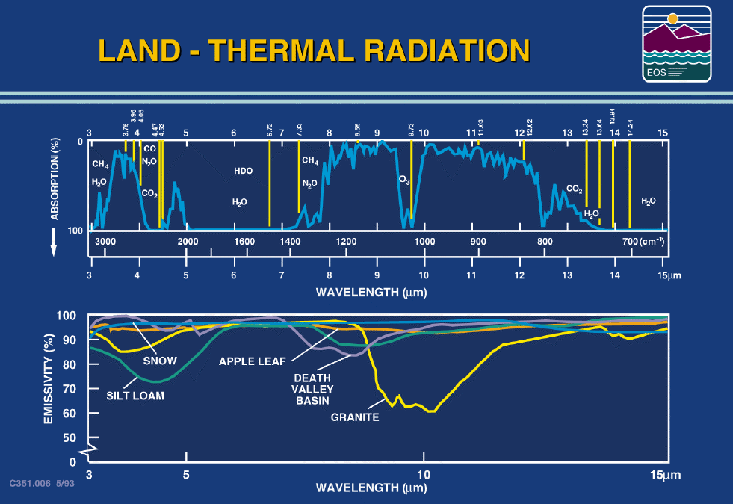 LAND - THERMAL RADIATION
EOS
3 3.75 3.96 4 4.05 4.47 4.52 5 6 6.72 7 7.33 8 8.55 9 9.73 10 11 11.03 12 12.02 13 13.34 13.64 13.94 14 14.24 15
ABSORPTION (%)
0
CH4 CO CH4
N2O HDO O3
H2O CO2 N2O CO2
H2O H2O H2O
100
3000 2000 1600 1400 1200 1000 900 800 700 (cm⁻¹)
3 4 5 6 7 8 9 10 11 12 13 14 15µm
WAVELENGTH (µm)
EMISSIVITY (%)
100
90
80
70
60
50
0
SNOW
APPLE LEAF
SILT LOAM
DEATH
VALLEY
BASIN
GRANITE
3 5 10 15µm
WAVELENGTH (µm)
C351.006 5/93